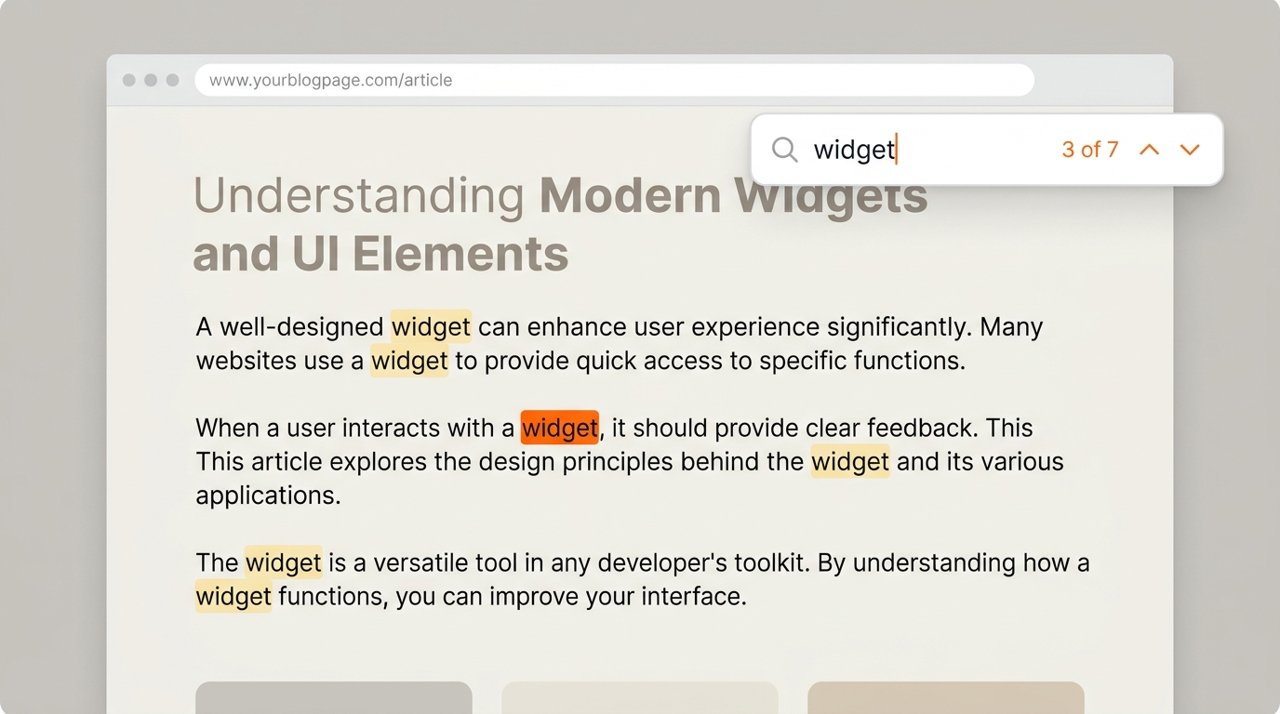 www.yourblogpage.com/article
widget
3 of 7
Understanding Modern Widgets
and UI Elements
A well-designed widget can enhance user experience significantly. Many
websites use a widget to provide quick access to specific functions.
When a user interacts with a widget, it should provide clear feedback. This
This article explores the design principles behind the widget and its various
applications.
The widget is a versatile tool in any developer's toolkit. By understanding how a
widget functions, you can improve your interface.